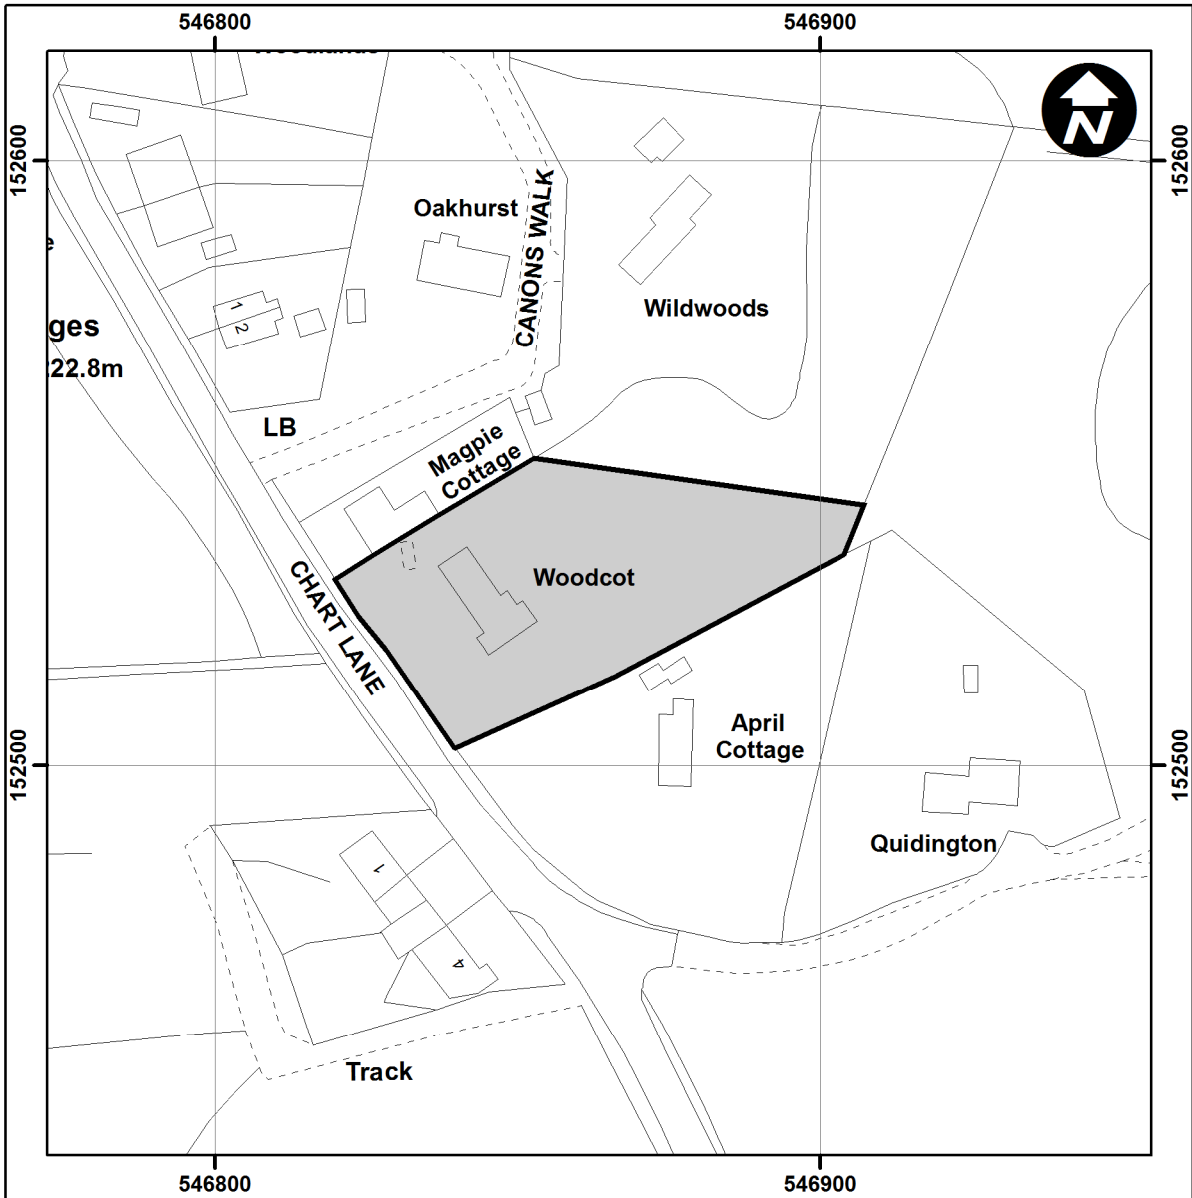 546800
546900
152600
152600
N
CANONS WALK
Oakhurst
Wildwoods
1
2
ges
22.8m
LB
Magpie
Cottage
Woodcot
CHART LANE
April
Cottage
152500
152500
Quidington
1
4
Track
546800
546900